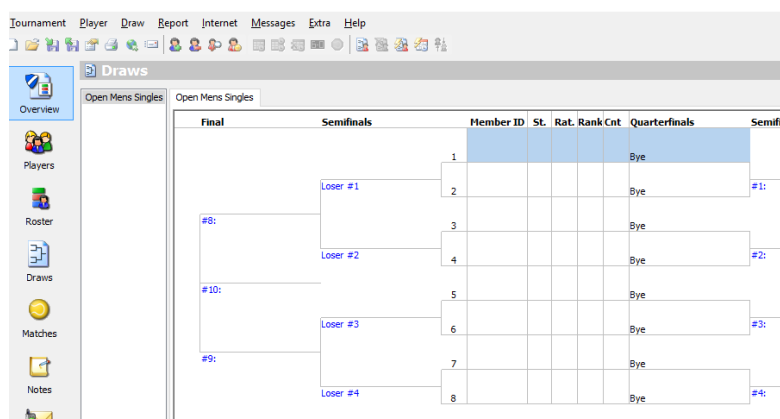 Tournament Player Draw Report Internet Messages Extra Help
Draws
Overview
Players
Roster
Draws
Matches
Notes
Open Mens Singles
Open Mens Singles
Final Semifinals Member ID St. Rat. Rank Cnt Quarterfinals Semifi
1 Bye
Loser #1 2 Bye #1:
#8: 3 Bye
Loser #2 4 Bye #2:
#10: 5 Bye
Loser #3 6 Bye #3:
#9: 7 Bye
Loser #4 8 Bye #4: